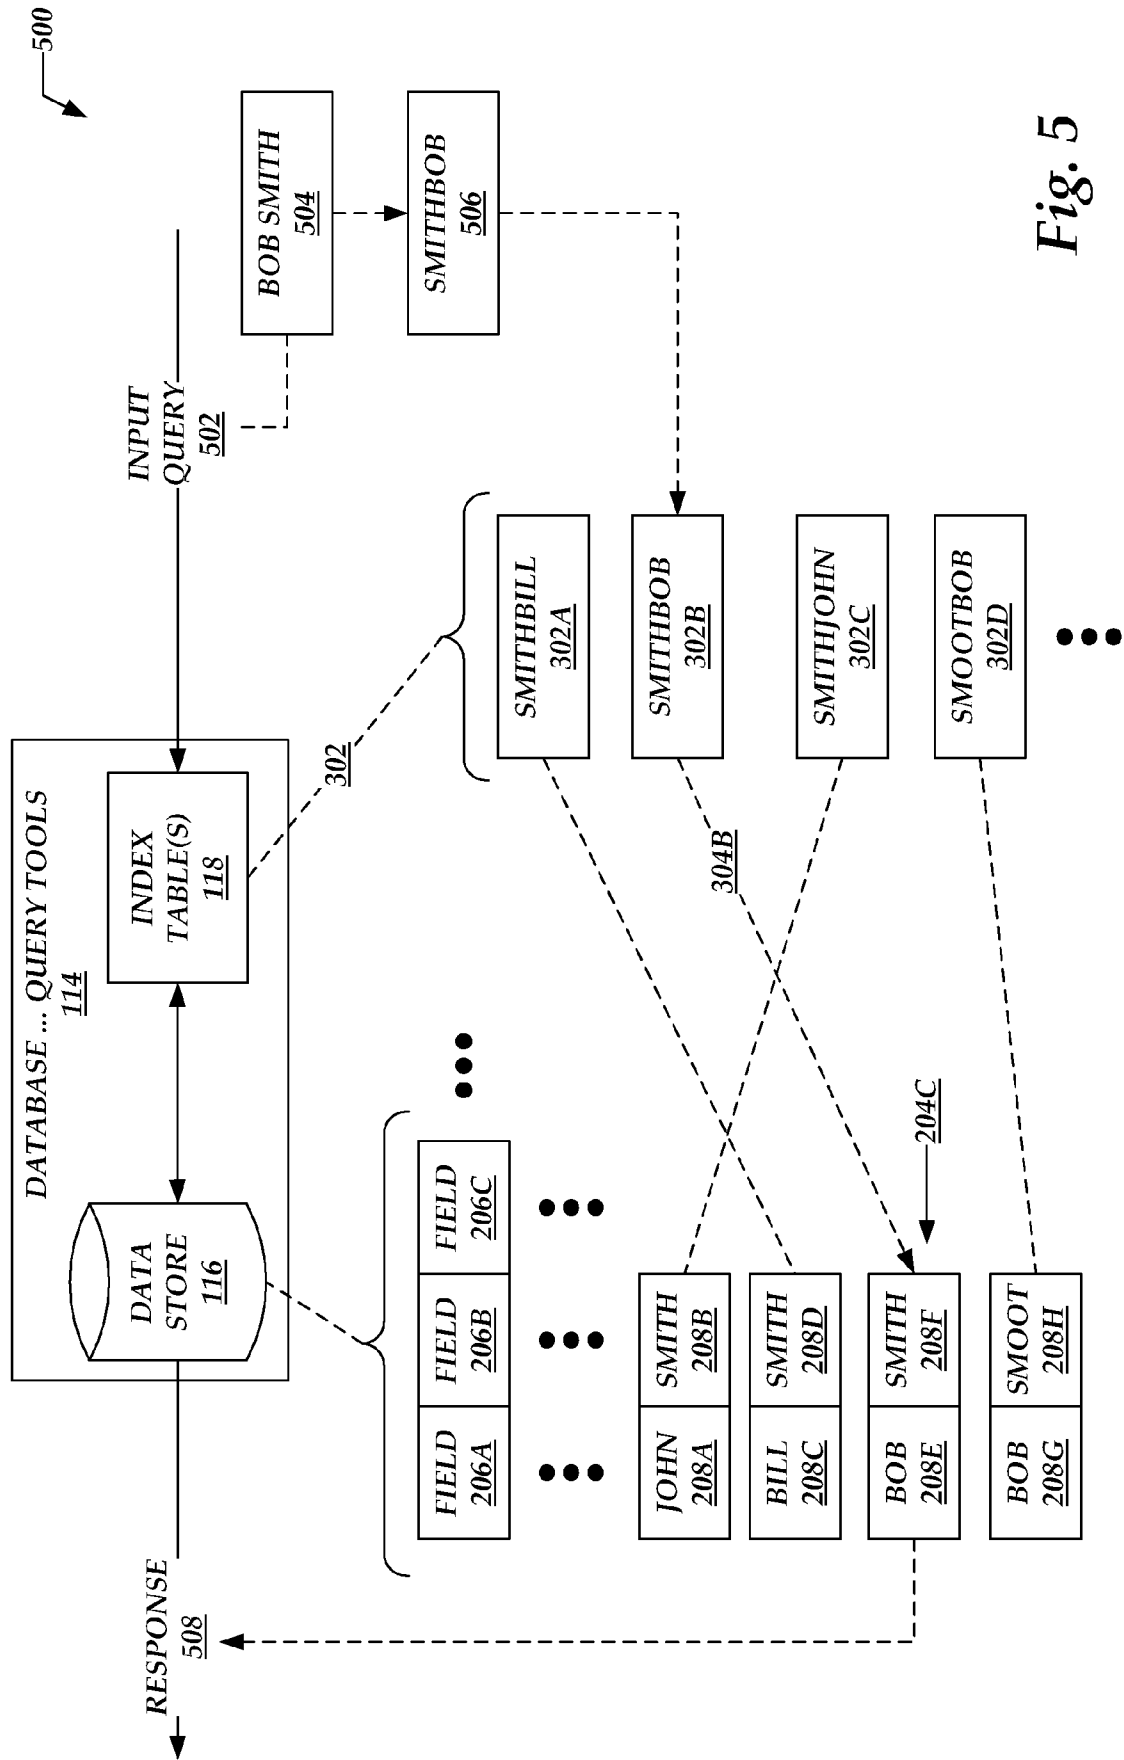 500
DATABASE ... QUERY TOOLS
114
RESPONSE
508
DATA
STORE
116
INDEX
TABLE(S)
118
INPUT
QUERY
502
BOB SMITH
504
SMITHBOB
506
302
FIELD
206A
FIELD
206B
FIELD
206C
SMITHBILL
302A
SMITHBOB
302B
SMITHJOHN
302C
SMOOTBOB
302D
304B
204C
JOHN
208A
SMITH
208B
BILL
208C
SMITH
208D
BOB
208E
SMITH
208F
BOB
208G
SMOOT
208H
Fig. 5